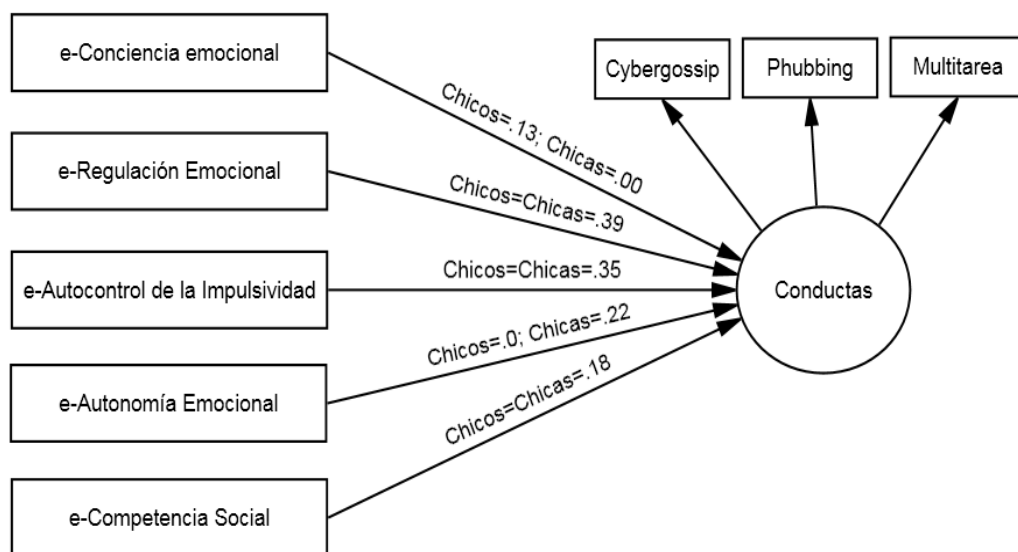 e-Conciencia emocional
e-Regulación Emocional
e-Autocontrol de la Impulsividad
e-Autonomía Emocional
e-Competencia Social
Chicos=.13; Chicas=.00
Chicos=Chicas=.39
Chicos=Chicas=.35
Chicos=.0; Chicas=.22
Chicos=Chicas=.18
Cybergossip
Phubbing
Multitarea
Conductas